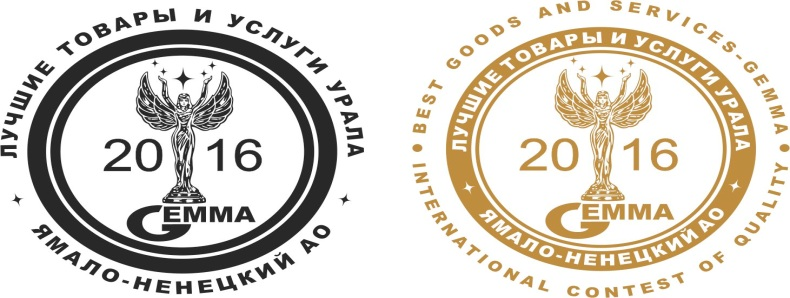 ЛУЧШИЕ ТОВАРЫ И УСЛУГИ УРАЛА
2016
GEMMA
ЯМАЛО-НЕНЕЦКИЙ АО
BEST GOODS AND SERVICES-GEMMA
ЛУЧШИЕ ТОВАРЫ И УСЛУГИ УРАЛА
2016
GEMMA
ЯМАЛО-НЕНЕЦКИЙ АО
INTERNATIONAL CONTEST OF QUALITY